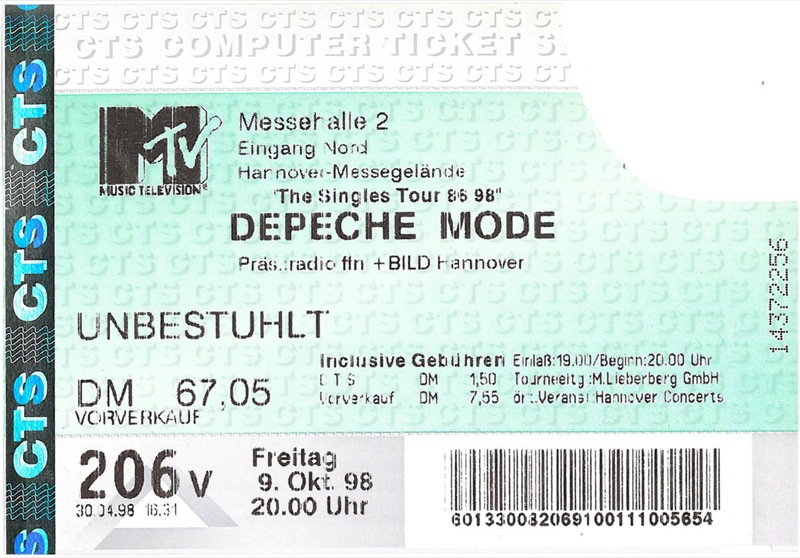 CTS CTS CTS CTS CTS CTS CTS CTS
CTS COMPUTER TICKET S
CTS CTS CTS CTS CTS CTS CTS CT
CTS
CTS
CTS
MTV
MUSIC TELEVISION®
Messehalle 2
Eingang Nord
Hannover-Messegelände
"The Singles Tour 86 98"
DEPECHE MODE
Präs.:radio ffn + BILD Hannover
UNBESTUHLT
Inclusive Gebühren Einlaß:19.00/Beginn:20.00 Uhr
CTS DM 1,50 Tourneeltg:M.Lieberberg GmbH
Vorverkauf DM 7,55 örtl.Veranst:Hannover Concerts
DM 67,05
VORVERKAUF
14372256
206 V
30.04.98 16.31
Freitag
9. Okt. 98
20.00 Uhr
601330082069100111005654